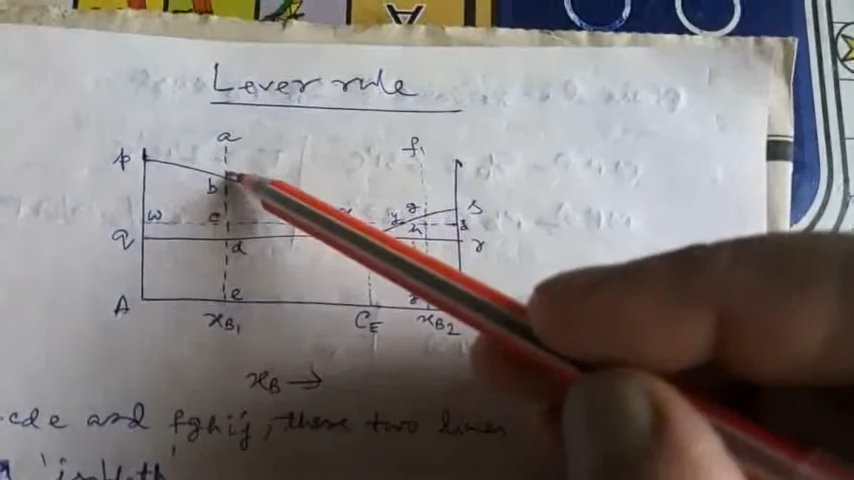 Lever rule
a
f
p
b
w
c
y
g
s
h
q
d
r
A
e
xB1
CE
xB2
xB →
cde and fghij, these two lines